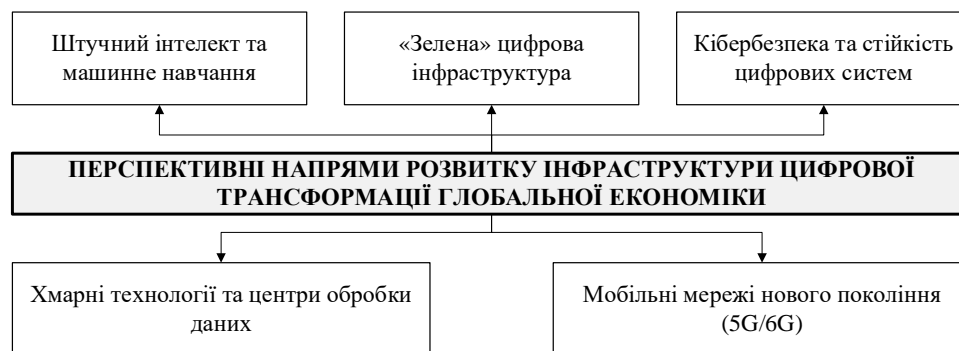 Штучний інтелект та
машинне навчання
«Зелена» цифрова
інфраструктура
Кібербезпека та стійкість
цифрових систем
ПЕРСПЕКТИВНІ НАПРЯМИ РОЗВИТКУ ІНФРАСТРУКТУРИ ЦИФРОВОЇ
ТРАНСФОРМАЦІЇ ГЛОБАЛЬНОЇ ЕКОНОМІКИ
Хмарні технології та центри обробки
даних
Мобільні мережі нового покоління
(5G/6G)